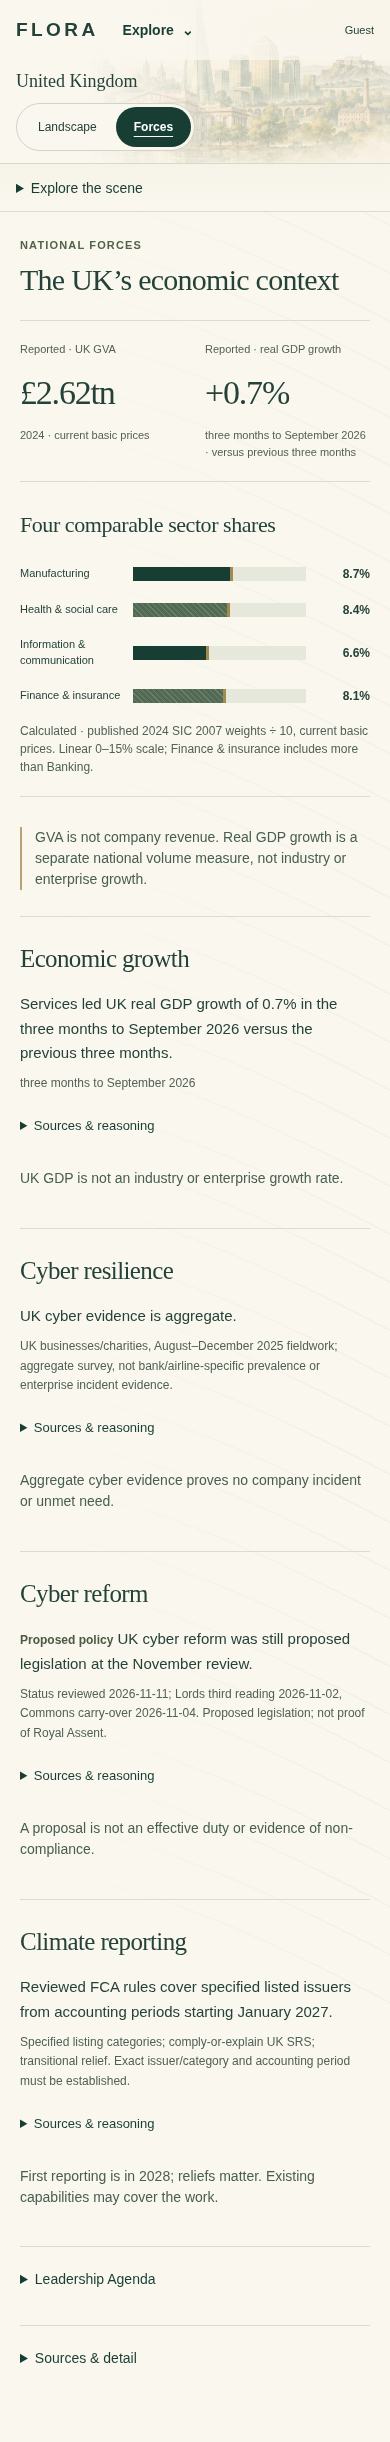 FLORA
Explore
Guest
United Kingdom
Landscape
Forces
Explore the scene
NATIONAL FORCES
The UK’s economic context
Reported · UK GVA
£2.62tn
2024 · current basic prices
Reported · real GDP growth
+0.7%
three months to September 2026
· versus previous three months
Four comparable sector shares
Manufacturing
8.7%
Health & social care
8.4%
Information &
communication
6.6%
Finance & insurance
8.1%
Calculated · published 2024 SIC 2007 weights ÷ 10, current basic
prices. Linear 0–15% scale; Finance & insurance includes more
than Banking.
GVA is not company revenue. Real GDP growth is a
separate national volume measure, not industry or
enterprise growth.
Economic growth
Services led UK real GDP growth of 0.7% in the
three months to September 2026 versus the
previous three months.
three months to September 2026
Sources & reasoning
UK GDP is not an industry or enterprise growth rate.
Cyber resilience
UK cyber evidence is aggregate.
UK businesses/charities, August–December 2025 fieldwork;
aggregate survey, not bank/airline-specific prevalence or
enterprise incident evidence.
Sources & reasoning
Aggregate cyber evidence proves no company incident
or unmet need.
Cyber reform
Proposed policy UK cyber reform was still proposed
legislation at the November review.
Status reviewed 2026-11-11; Lords third reading 2026-11-02,
Commons carry-over 2026-11-04. Proposed legislation; not proof
of Royal Assent.
Sources & reasoning
A proposal is not an effective duty or evidence of non-
compliance.
Climate reporting
Reviewed FCA rules cover specified listed issuers
from accounting periods starting January 2027.
Specified listing categories; comply-or-explain UK SRS;
transitional relief. Exact issuer/category and accounting period
must be established.
Sources & reasoning
First reporting is in 2028; reliefs matter. Existing
capabilities may cover the work.
Leadership Agenda
Sources & detail